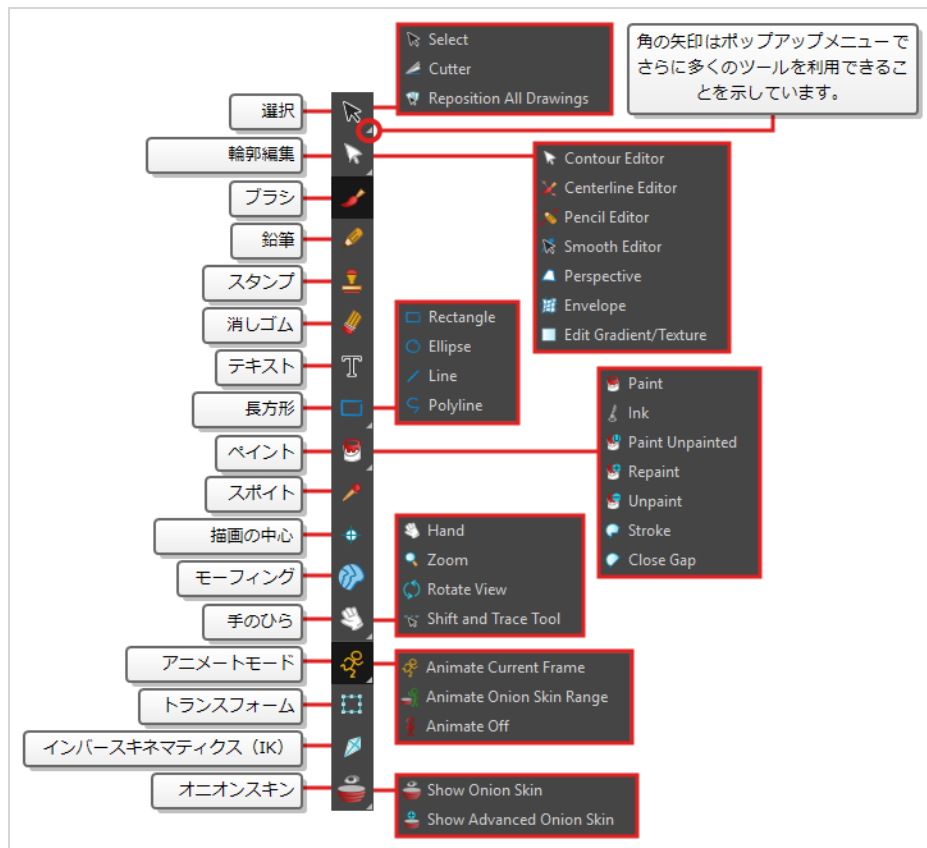 Select
Cutter
Reposition All Drawings
角の矢印はポップアップメニューで
さらに多くのツールを利用できるこ
とを示しています。
選択
輪郭編集
Contour Editor
Centerline Editor
Pencil Editor
Smooth Editor
Perspective
Envelope
Edit Gradient/Texture
ブラシ
鉛筆
スタンプ
消しゴム
テキスト
長方形
Rectangle
Ellipse
Line
Polyline
ペイント
Paint
Ink
Paint Unpainted
Repaint
Unpaint
Stroke
Close Gap
スポイト
描画の中心
モーフィング
手のひら
Hand
Zoom
Rotate View
Shift and Trace Tool
アニメートモード
Animate Current Frame
Animate Onion Skin Range
Animate Off
トランスフォーム
インバースキネマティクス（IK）
オニオンスキン
Show Onion Skin
Show Advanced Onion Skin